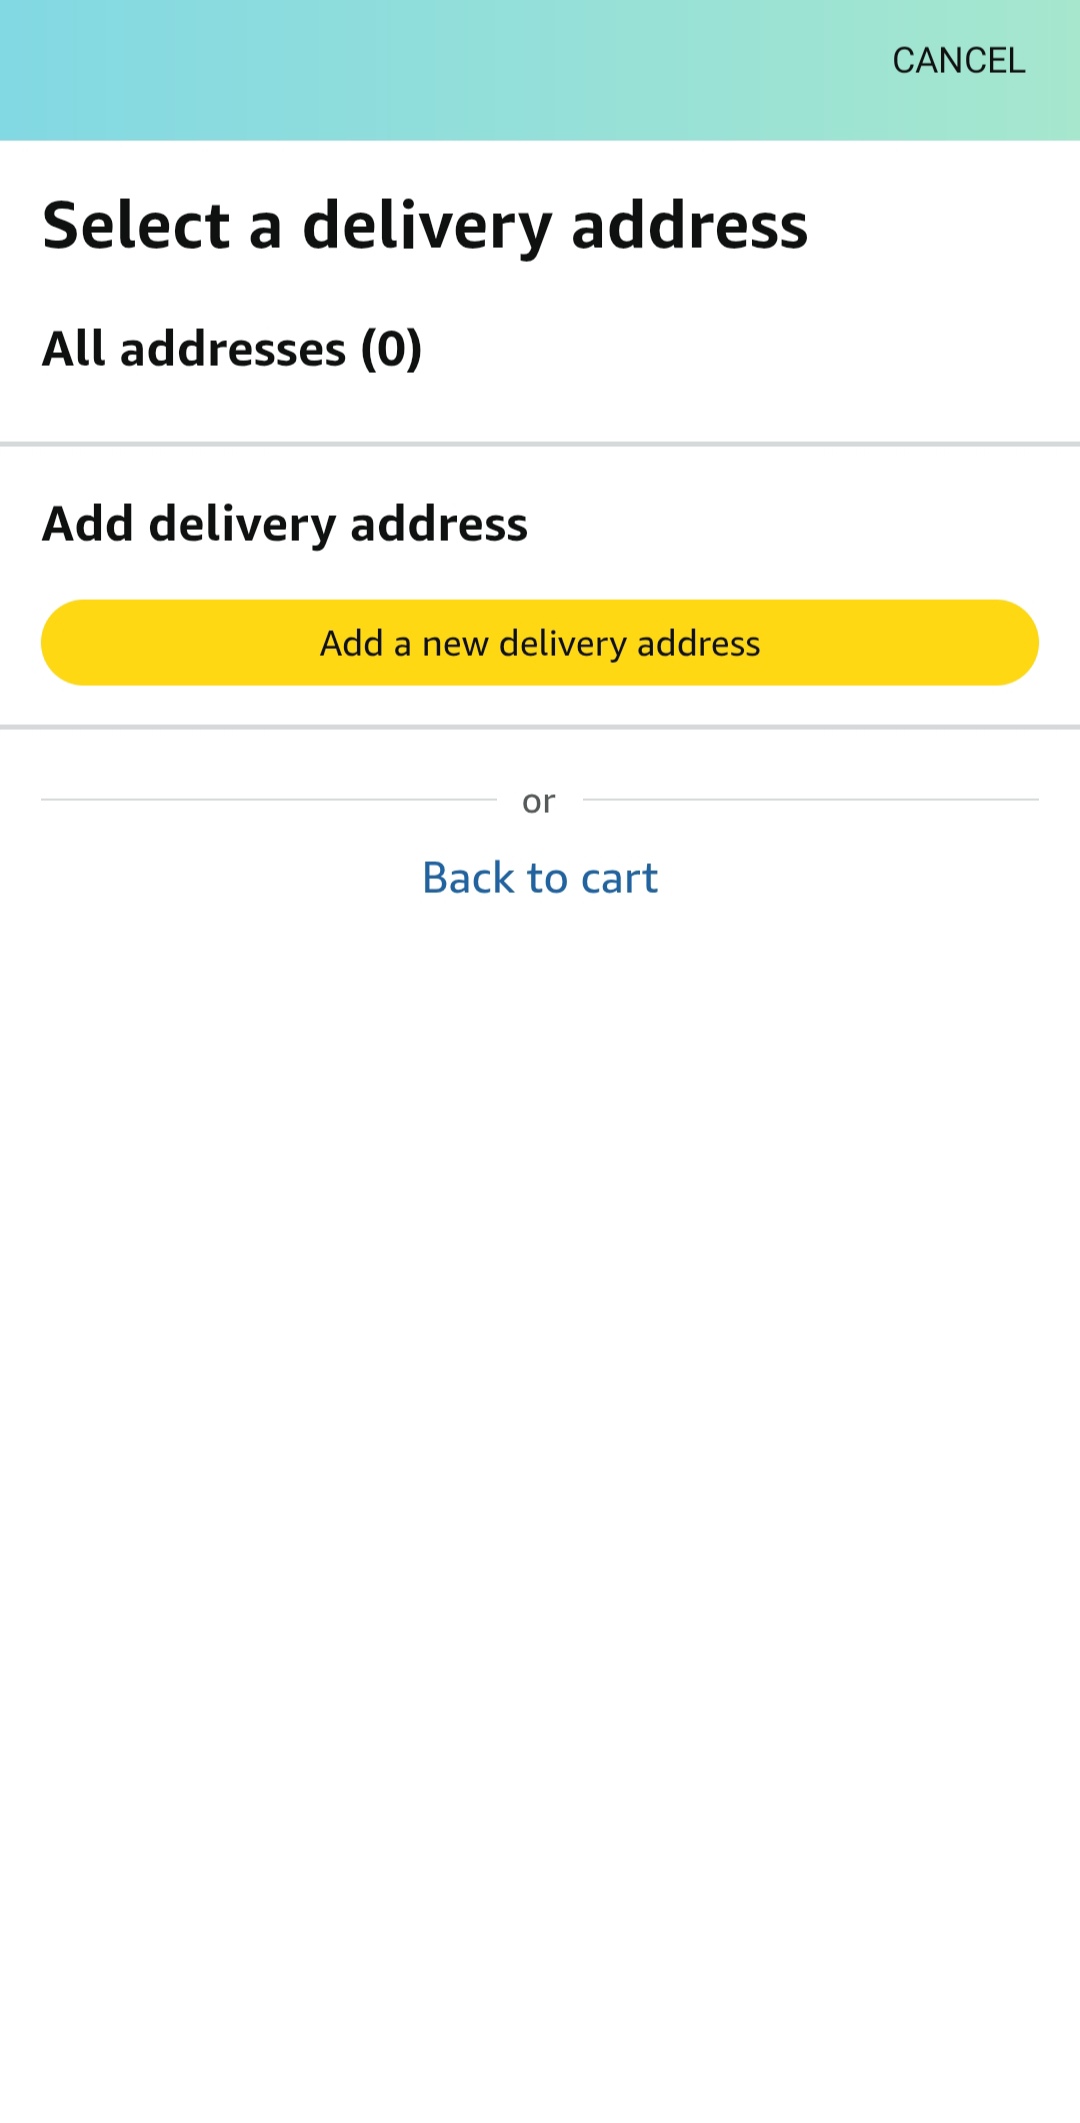 CANCEL
Select a delivery address
All addresses (0)
Add delivery address
Add a new delivery address
or
Back to cart